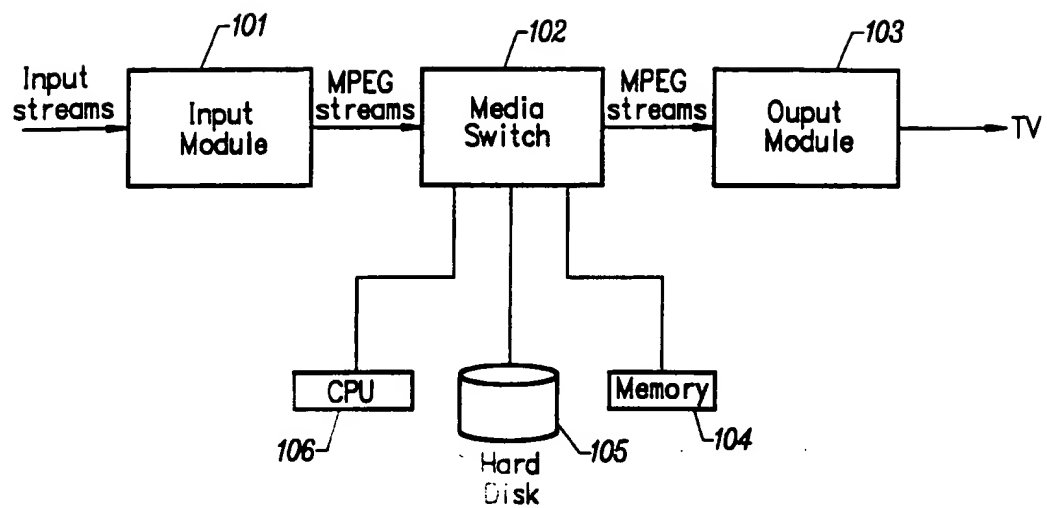 101
102
103
Input
streams
Input
Module
MPEG
streams
Media
Switch
MPEG
streams
Ouput
Module
TV
CPU
106
Hard
Disk
105
Memory
104